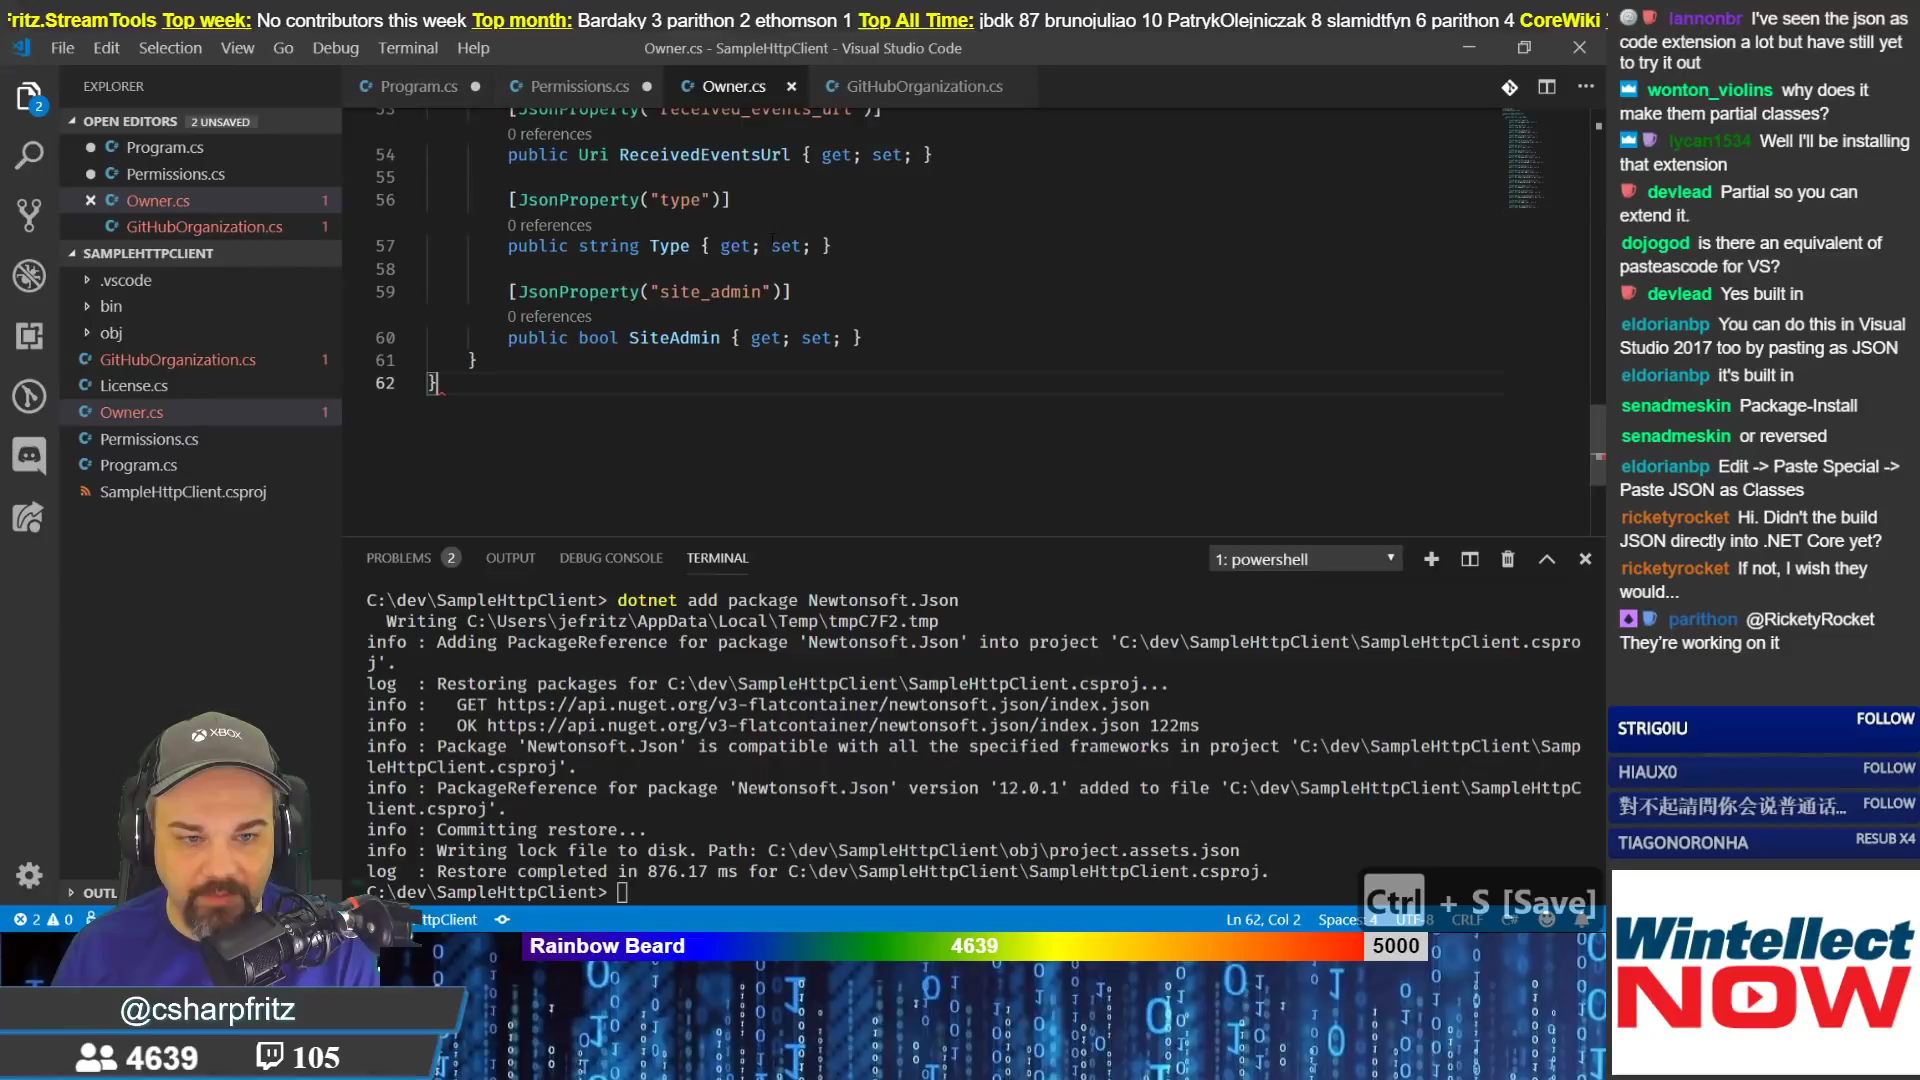 Fritz.StreamTools Top week: No contributors this week Top month: Bardaky 3 parithon 2 ethomson 1 Top All Time: jbdk 87 brunojuliao 10 PatrykOlejniczak 8 slamidtfyn 6 parithon 4 CoreWiki
File Edit Selection View Go Debug Terminal Help
Owner.cs - SampleHttpClient - Visual Studio Code
EXPLORER
OPEN EDITORS 2 UNSAVED
Program.cs
Permissions.cs
Owner.cs 1
GitHubOrganization.cs 1
SAMPLEHTTPCLIENT
.vscode
bin
obj
GitHubOrganization.cs 1
License.cs
Owner.cs 1
Permissions.cs
Program.cs
SampleHttpClient.csproj
OUTL
2
Program.cs Permissions.cs Owner.cs GitHubOrganization.cs
53 [JsonProperty("received_events_url")]
0 references
54 public Uri ReceivedEventsUrl { get; set; }
55
56 [JsonProperty("type")]
0 references
57 public string Type { get; set; }
58
59 [JsonProperty("site_admin")]
0 references
60 public bool SiteAdmin { get; set; }
61 }
62 }
PROBLEMS 2 OUTPUT DEBUG CONSOLE TERMINAL
1: powershell
C:\dev\SampleHttpClient> dotnet add package Newtonsoft.Json
Writing C:\Users\jefritz\AppData\Local\Temp\tmpC7F2.tmp
info : Adding PackageReference for package 'Newtonsoft.Json' into project 'C:\dev\SampleHttpClient\SampleHttpClient.cspro
j'.
log : Restoring packages for C:\dev\SampleHttpClient\SampleHttpClient.csproj...
info : GET https://api.nuget.org/v3-flatcontainer/newtonsoft.json/index.json
info : OK https://api.nuget.org/v3-flatcontainer/newtonsoft.json/index.json 122ms
info : Package 'Newtonsoft.Json' is compatible with all the specified frameworks in project 'C:\dev\SampleHttpClient\Samp
leHttpClient.csproj'.
info : PackageReference for package 'Newtonsoft.Json' version '12.0.1' added to file 'C:\dev\SampleHttpClient\SampleHttpC
lient.csproj'.
info : Committing restore...
info : Writing lock file to disk. Path: C:\dev\SampleHttpClient\obj\project.assets.json
log : Restore completed in 876.17 ms for C:\dev\SampleHttpClient\SampleHttpClient.csproj.
C:\dev\SampleHttpClient>
Ctrl + S [Save]
2 0
ttpClient
Ln 62, Col 2 Spaces: 4 UTF-8 CRLF C#
XBOX
Rainbow Beard 4639 5000
@csharpfritz
4639 105
lannonbr I've seen the json as
code extension a lot but have still yet
to try it out
wonton_violins why does it
make them partial classes?
lycan1534 Well I'll be installing
that extension
devlead Partial so you can
extend it.
dojogod is there an equivalent of
pasteascode for VS?
devlead Yes built in
eldorianbp You can do this in Visual
Studio 2017 too by pasting as JSON
eldorianbp it's built in
senadmeskin Package-Install
senadmeskin or reversed
eldorianbp Edit -> Paste Special ->
Paste JSON as Classes
ricketyrocket Hi. Didn't the build
JSON directly into .NET Core yet?
ricketyrocket If not, I wish they
would...
parithon @RicketyRocket
They're working on it
STRIG0IU FOLLOW
HIAUX0 FOLLOW
對不起請問你会说普通话... FOLLOW
TIAGONORONHA RESUB X4
Wintellect
NOW